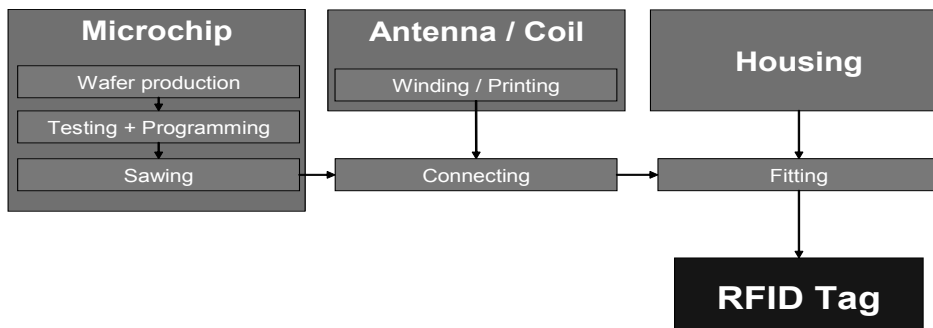 Microchip
Wafer production
Testing + Programming
Sawing
Antenna / Coil
Winding / Printing
Connecting
Housing
Fitting
RFID Tag